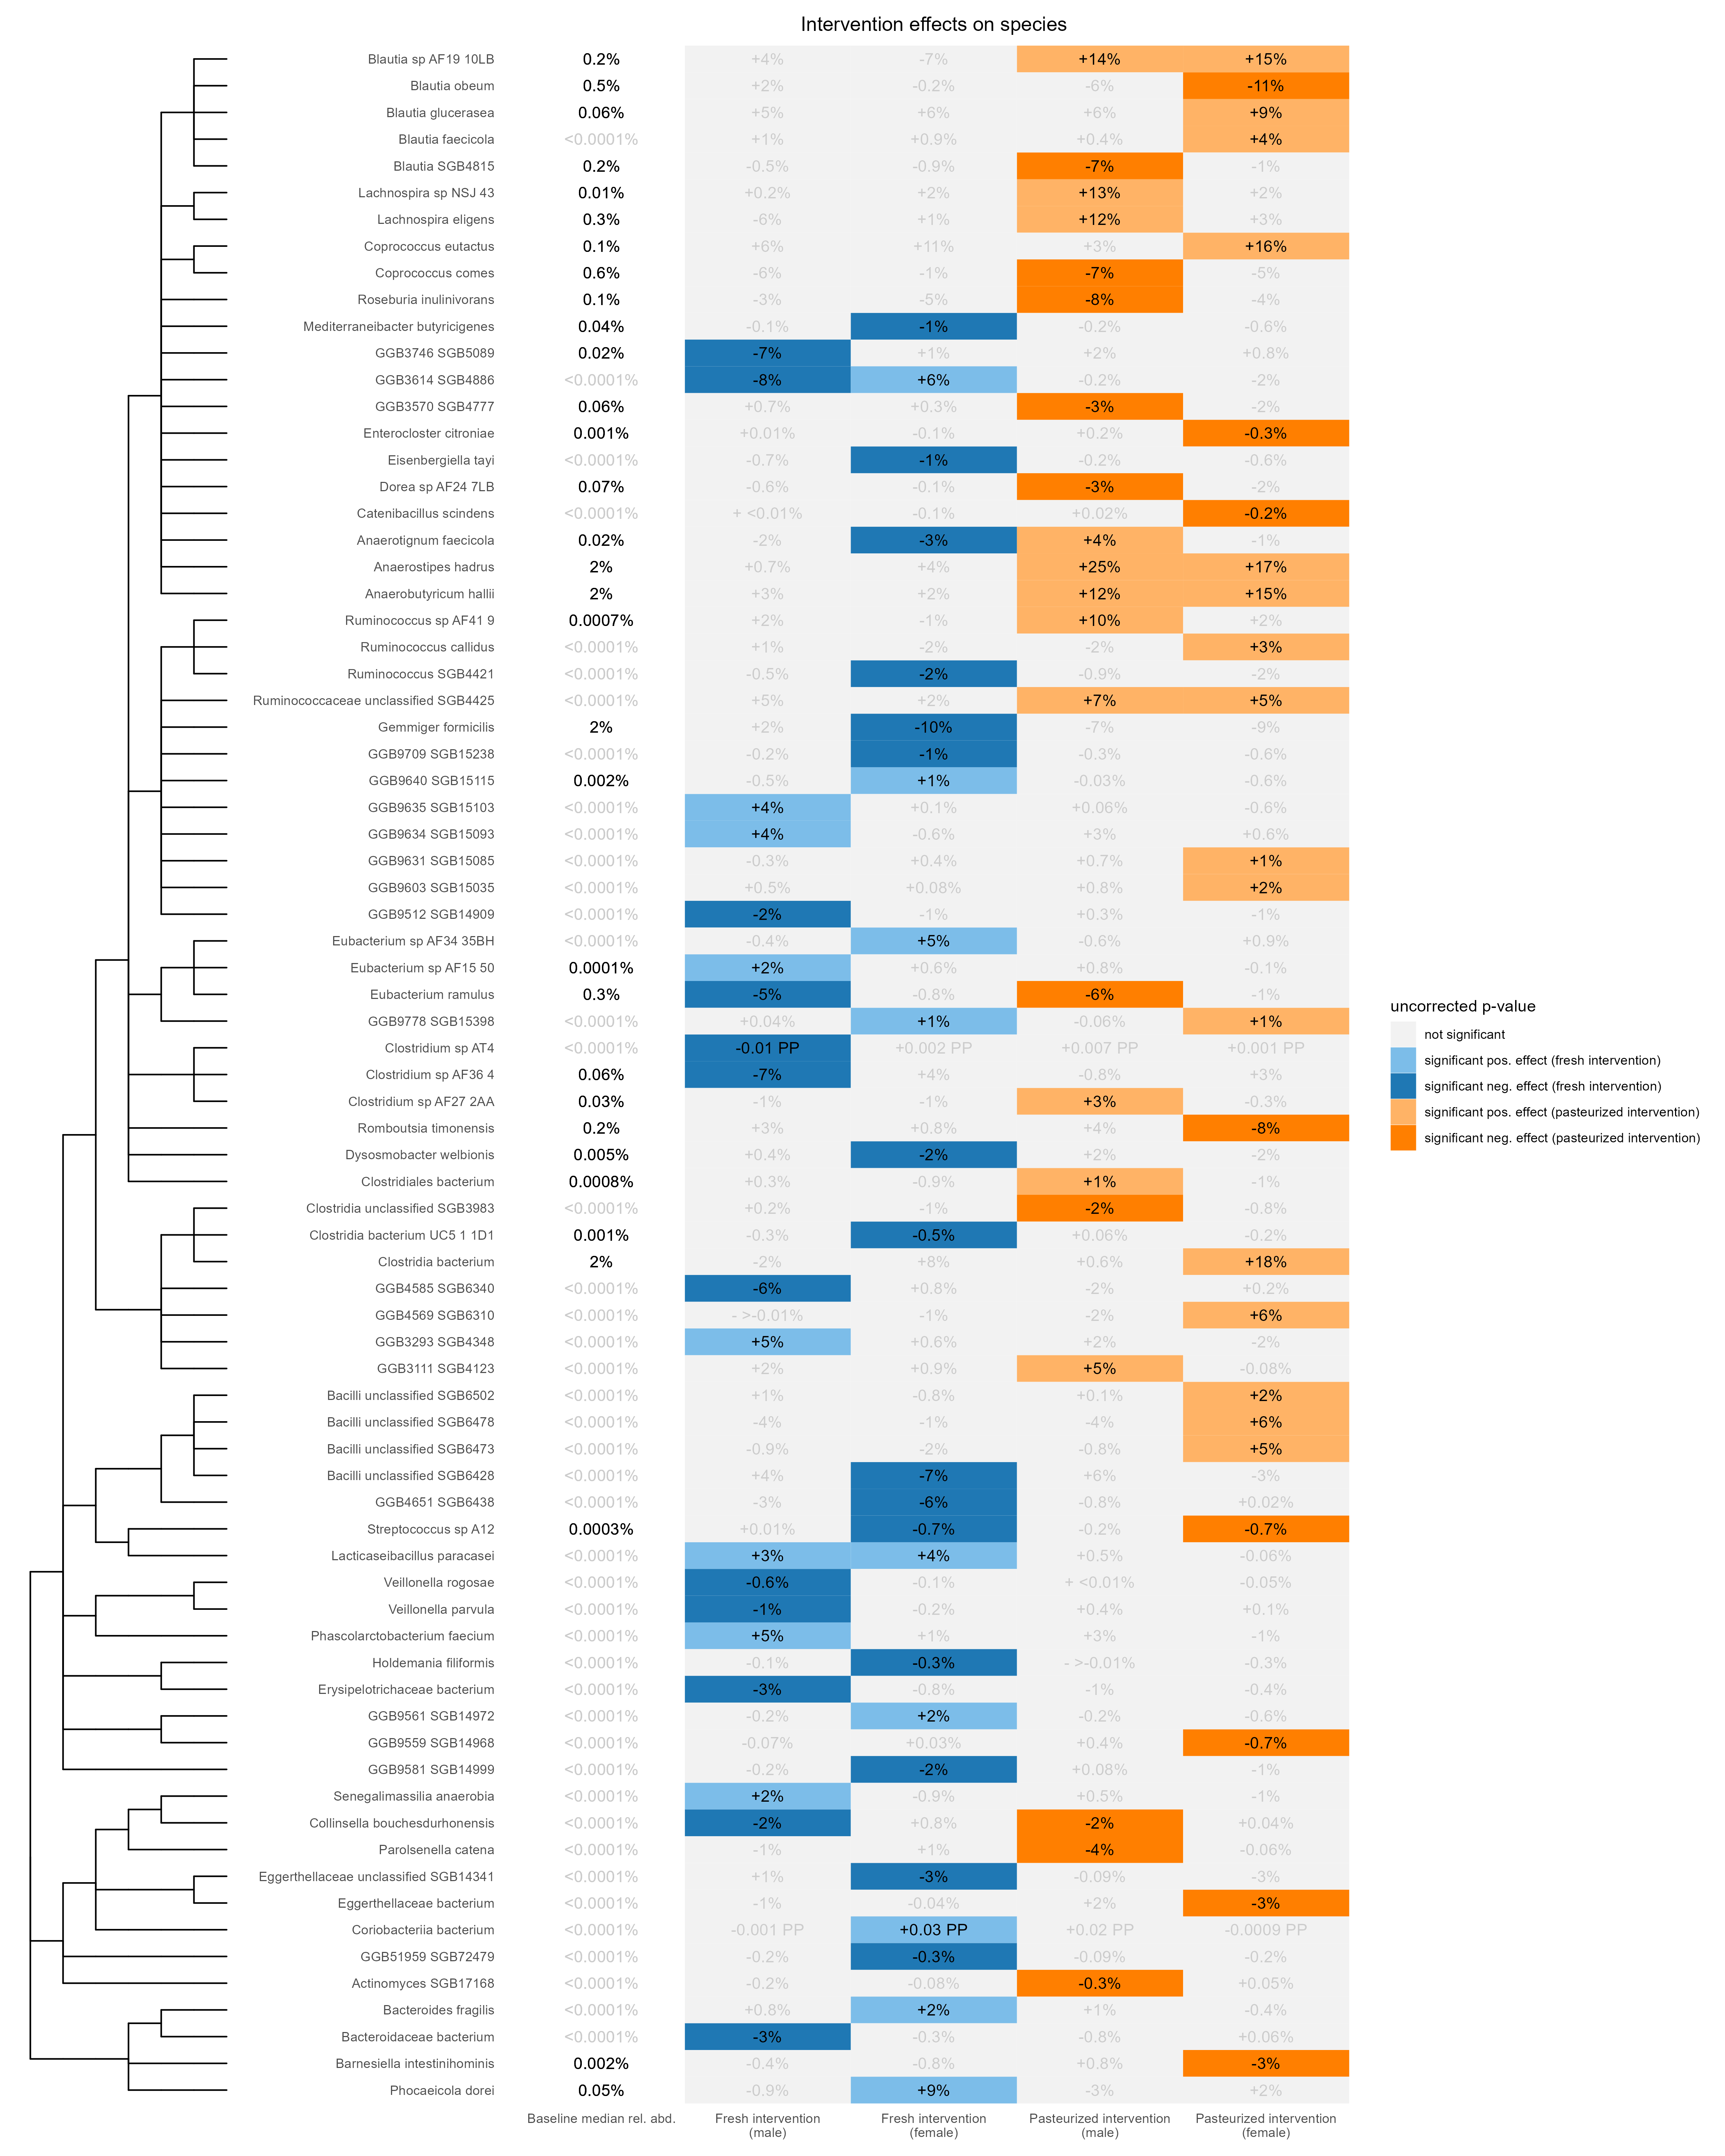 Intervention effects on species
Blautia sp AF19 10LB 0.2% +4% -7% +14% +15%
Blautia obeum 0.5% +2% -0.2% -6% -11%
Blautia glucerasea 0.06% +5% +6% +6% +9%
Blautia faecicola <0.0001% +1% +0.9% +0.4% +4%
Blautia SGB4815 0.2% -0.5% -0.9% -7% -1%
Lachnospira sp NSJ 43 0.01% +0.2% +2% +13% +2%
Lachnospira eligens 0.3% -6% +1% +12% +3%
Coprococcus eutactus 0.1% +6% +11% +3% +16%
Coprococcus comes 0.6% -6% -1% -7% -5%
Roseburia inulinivorans 0.1% -3% -5% -8% -4%
Mediterraneibacter butyricigenes 0.04% -0.1% -1% -0.2% -0.6%
GGB3746 SGB5089 0.02% -7% +1% +2% +0.8%
GGB3614 SGB4886 <0.0001% -8% +6% -0.2% -2%
GGB3570 SGB4777 0.06% +0.7% +0.3% -3% -2%
Enterocloster citroniae 0.001% +0.01% -0.1% +0.2% -0.3%
Eisenbergiella tayi <0.0001% -0.7% -1% -0.2% -0.6%
Dorea sp AF24 7LB 0.07% -0.6% -0.1% -3% -2%
Catenibacillus scindens <0.0001% + <0.01% -0.1% +0.02% -0.2%
Anaerotignum faecicola 0.02% -2% -3% +4% -1%
Anaerostipes hadrus 2% +0.7% +4% +25% +17%
Anaerobutyricum hallii 2% +3% +2% +12% +15%
Ruminococcus sp AF41 9 0.0007% +2% -1% +10% +2%
Ruminococcus callidus <0.0001% +1% -2% -2% +3%
Ruminococcus SGB4421 <0.0001% -0.5% -2% -0.9% -2%
Ruminococcaceae unclassified SGB4425 <0.0001% +5% +2% +7% +5%
Gemmiger formicilis 2% +2% -10% -7% -9%
GGB9709 SGB15238 <0.0001% -0.2% -1% -0.3% -0.6%
GGB9640 SGB15115 0.002% -0.5% +1% -0.03% -0.6%
GGB9635 SGB15103 <0.0001% +4% +0.1% +0.06% -0.6%
GGB9634 SGB15093 <0.0001% +4% -0.6% +3% +0.6%
GGB9631 SGB15085 <0.0001% -0.3% +0.4% +0.7% +1%
GGB9603 SGB15035 <0.0001% +0.5% +0.08% +0.8% +2%
GGB9512 SGB14909 <0.0001% -2% -1% +0.3% -1%
Eubacterium sp AF34 35BH <0.0001% -0.4% +5% -0.6% +0.9%
Eubacterium sp AF15 50 0.0001% +2% +0.6% +0.8% -0.1%
Eubacterium ramulus 0.3% -5% -0.8% -6% -1%
GGB9778 SGB15398 <0.0001% +0.04% +1% -0.06% +1%
Clostridium sp AT4 <0.0001% -0.01 PP +0.002 PP +0.007 PP +0.001 PP
Clostridium sp AF36 4 0.06% -7% +4% -0.8% +3%
Clostridium sp AF27 2AA 0.03% -1% -1% +3% -0.3%
Romboutsia timonensis 0.2% +3% +0.8% +4% -8%
Dysosmobacter welbionis 0.005% +0.4% -2% +2% -2%
Clostridiales bacterium 0.0008% +0.3% -0.9% +1% -1%
Clostridia unclassified SGB3983 <0.0001% +0.2% -1% -2% -0.8%
Clostridia bacterium UC5 1 1D1 0.001% -0.3% -0.5% +0.06% -0.2%
Clostridia bacterium 2% -2% +8% +0.6% +18%
GGB4585 SGB6340 <0.0001% -6% +0.8% -2% +0.2%
GGB4569 SGB6310 <0.0001% - >-0.01% -1% -2% +6%
GGB3293 SGB4348 <0.0001% +5% +0.6% +2% -2%
GGB3111 SGB4123 <0.0001% +2% +0.9% +5% -0.08%
Bacilli unclassified SGB6502 <0.0001% +1% -0.8% +0.1% +2%
Bacilli unclassified SGB6478 <0.0001% -4% -1% -4% +6%
Bacilli unclassified SGB6473 <0.0001% -0.9% -2% -0.8% +5%
Bacilli unclassified SGB6428 <0.0001% +4% -7% +6% -3%
GGB4651 SGB6438 <0.0001% -3% -6% -0.8% +0.02%
Streptococcus sp A12 0.0003% +0.01% -0.7% -0.2% -0.7%
Lacticaseibacillus paracasei <0.0001% +3% +4% +0.5% -0.06%
Veillonella rogosae <0.0001% -0.6% -0.1% + <0.01% -0.05%
Veillonella parvula <0.0001% -1% -0.2% +0.4% +0.1%
Phascolarctobacterium faecium <0.0001% +5% +1% +3% -1%
Holdemania filiformis <0.0001% -0.1% -0.3% - >-0.01% -0.3%
Erysipelotrichaceae bacterium <0.0001% -3% -0.8% -1% -0.4%
GGB9561 SGB14972 <0.0001% -0.2% +2% -0.2% -0.6%
GGB9559 SGB14968 <0.0001% -0.07% +0.03% +0.4% -0.7%
GGB9581 SGB14999 <0.0001% -0.2% -2% +0.08% -1%
Senegalimassilia anaerobia <0.0001% +2% -0.9% +0.5% -1%
Collinsella bouchesdurhonensis <0.0001% -2% +0.8% -2% +0.04%
Parolsenella catena <0.0001% -1% +1% -4% -0.06%
Eggerthellaceae unclassified SGB14341 <0.0001% +1% -3% -0.09% -3%
Eggerthellaceae bacterium <0.0001% -1% -0.04% +2% -3%
Coriobacteriia bacterium <0.0001% -0.001 PP +0.03 PP +0.02 PP -0.0009 PP
GGB51959 SGB72479 <0.0001% -0.2% -0.3% -0.09% -0.2%
Actinomyces SGB17168 <0.0001% -0.2% -0.08% -0.3% +0.05%
Bacteroides fragilis <0.0001% +0.8% +2% +1% -0.4%
Bacteroidaceae bacterium <0.0001% -3% -0.3% -0.8% +0.06%
Barnesiella intestinihominis 0.002% -0.4% -0.8% +0.8% -3%
Phocaeicola dorei 0.05% -0.9% +9% -3% +2%
Baseline median rel. abd. Fresh intervention Fresh intervention Pasteurized intervention Pasteurized intervention
(male) (female) (male) (female)
uncorrected p-value
not significant
significant pos. effect (fresh intervention)
significant neg. effect (fresh intervention)
significant pos. effect (pasteurized intervention)
significant neg. effect (pasteurized intervention)